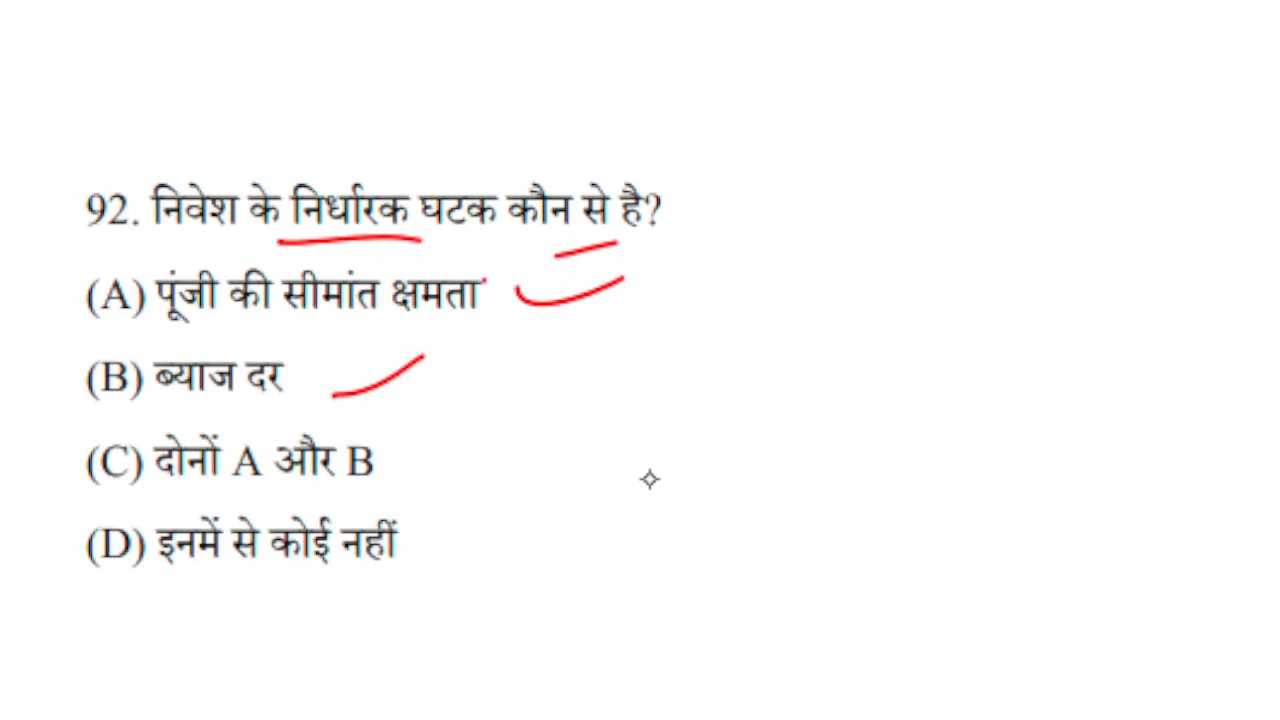 92. निवेश के निर्धारक घटक कौन से है?
(A) पूंजी की सीमांत क्षमता
(B) ब्याज दर
(C) दोनों A और B
(D) इनमें से कोई नहीं